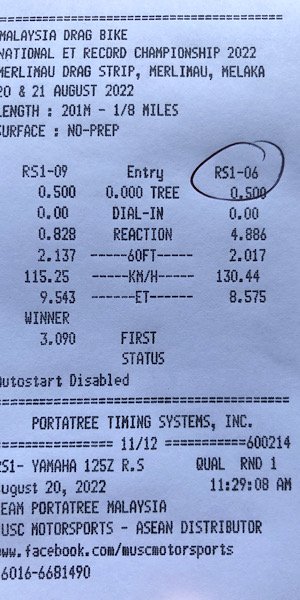 =====================================
MALAYSIA DRAG BIKE
NATIONAL ET RECORD CHAMPIONSHIP 2022
MERLIMAU DRAG STRIP, MERLIMAU, MELAKA
20 & 21 AUGUST 2022
LENGTH : 201M - 1/8 MILES
SURFACE : NO-PREP
RS1-09 Entry RS1-06
0.500 0.000 TREE 0.500
0.00 DIAL-IN 0.00
0.828 REACTION 4.886
2.137 -----60FT----- 2.017
115.25 -----KM/H----- 130.44
9.543 ------ET------ 8.575
WINNER
3.090 FIRST
STATUS
Autostart Disabled
=====================================
PORTATREE TIMING SYSTEMS, INC.
================ 11/12 ===========600214
RS1- YAMAHA 125Z R.S QUAL RND 1
August 20, 2022 11:29:08 AM
TEAM PORTATREE MALAYSIA
MUSC MOTORSPORTS - ASEAN DISTRIBUTOR
www.facebook.com/muscmotorsports
6016-6681490